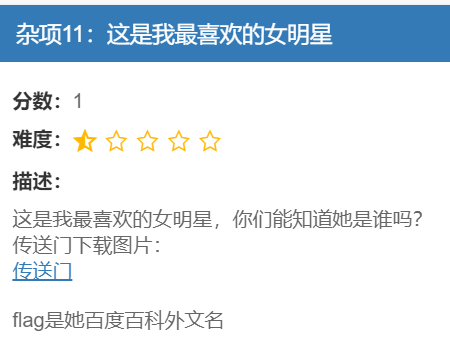 杂项11：这是我最喜欢的女明星
分数：1
难度：
描述：
这是我最喜欢的女明星，你们能知道她是谁吗？
传送门下载图片：
传送门
flag是她百度百科外文名